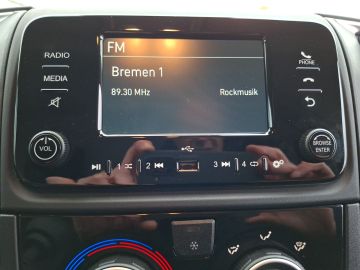 FM
RADIO
Bremen 1
PHONE
MEDIA
89.30 MHz Rockmusik
VOL
BROWSE
ENTER
1 2 3 4